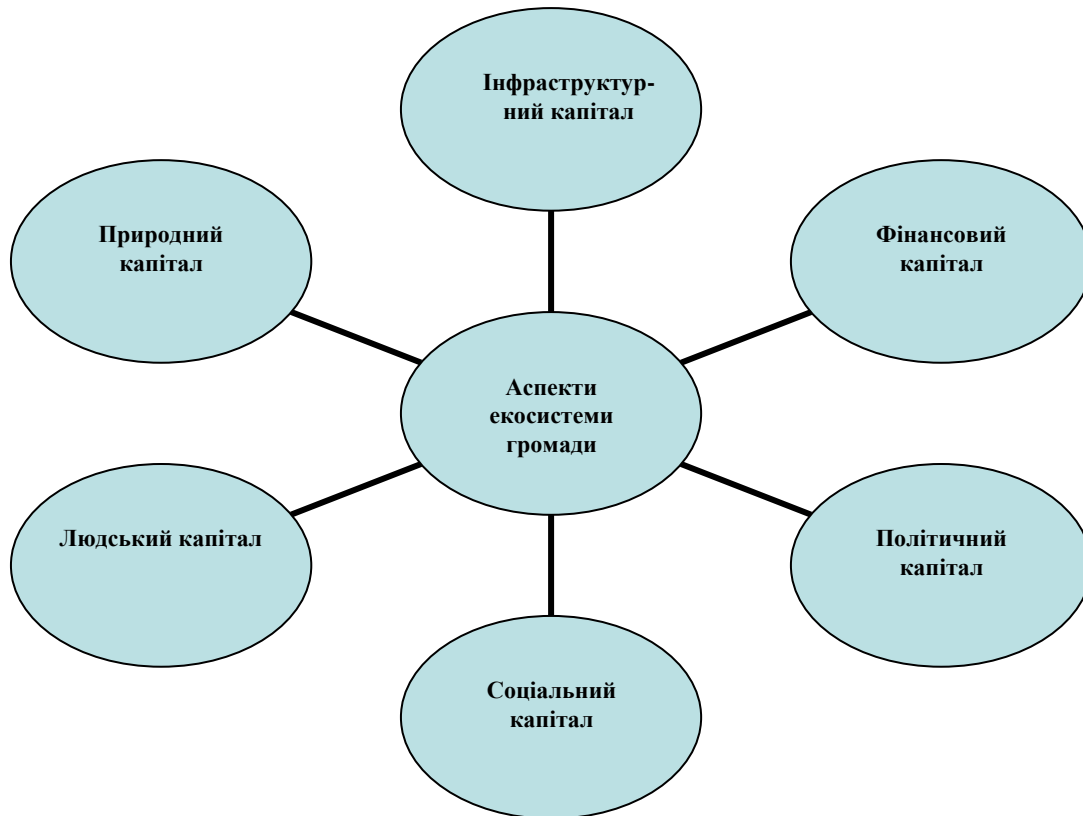 Інфраструктур-
ний капітал
Природний
капітал
Фінансовий
капітал
Аспекти
екосистеми
громади
Людський капітал
Політичний
капітал
Соціальний
капітал